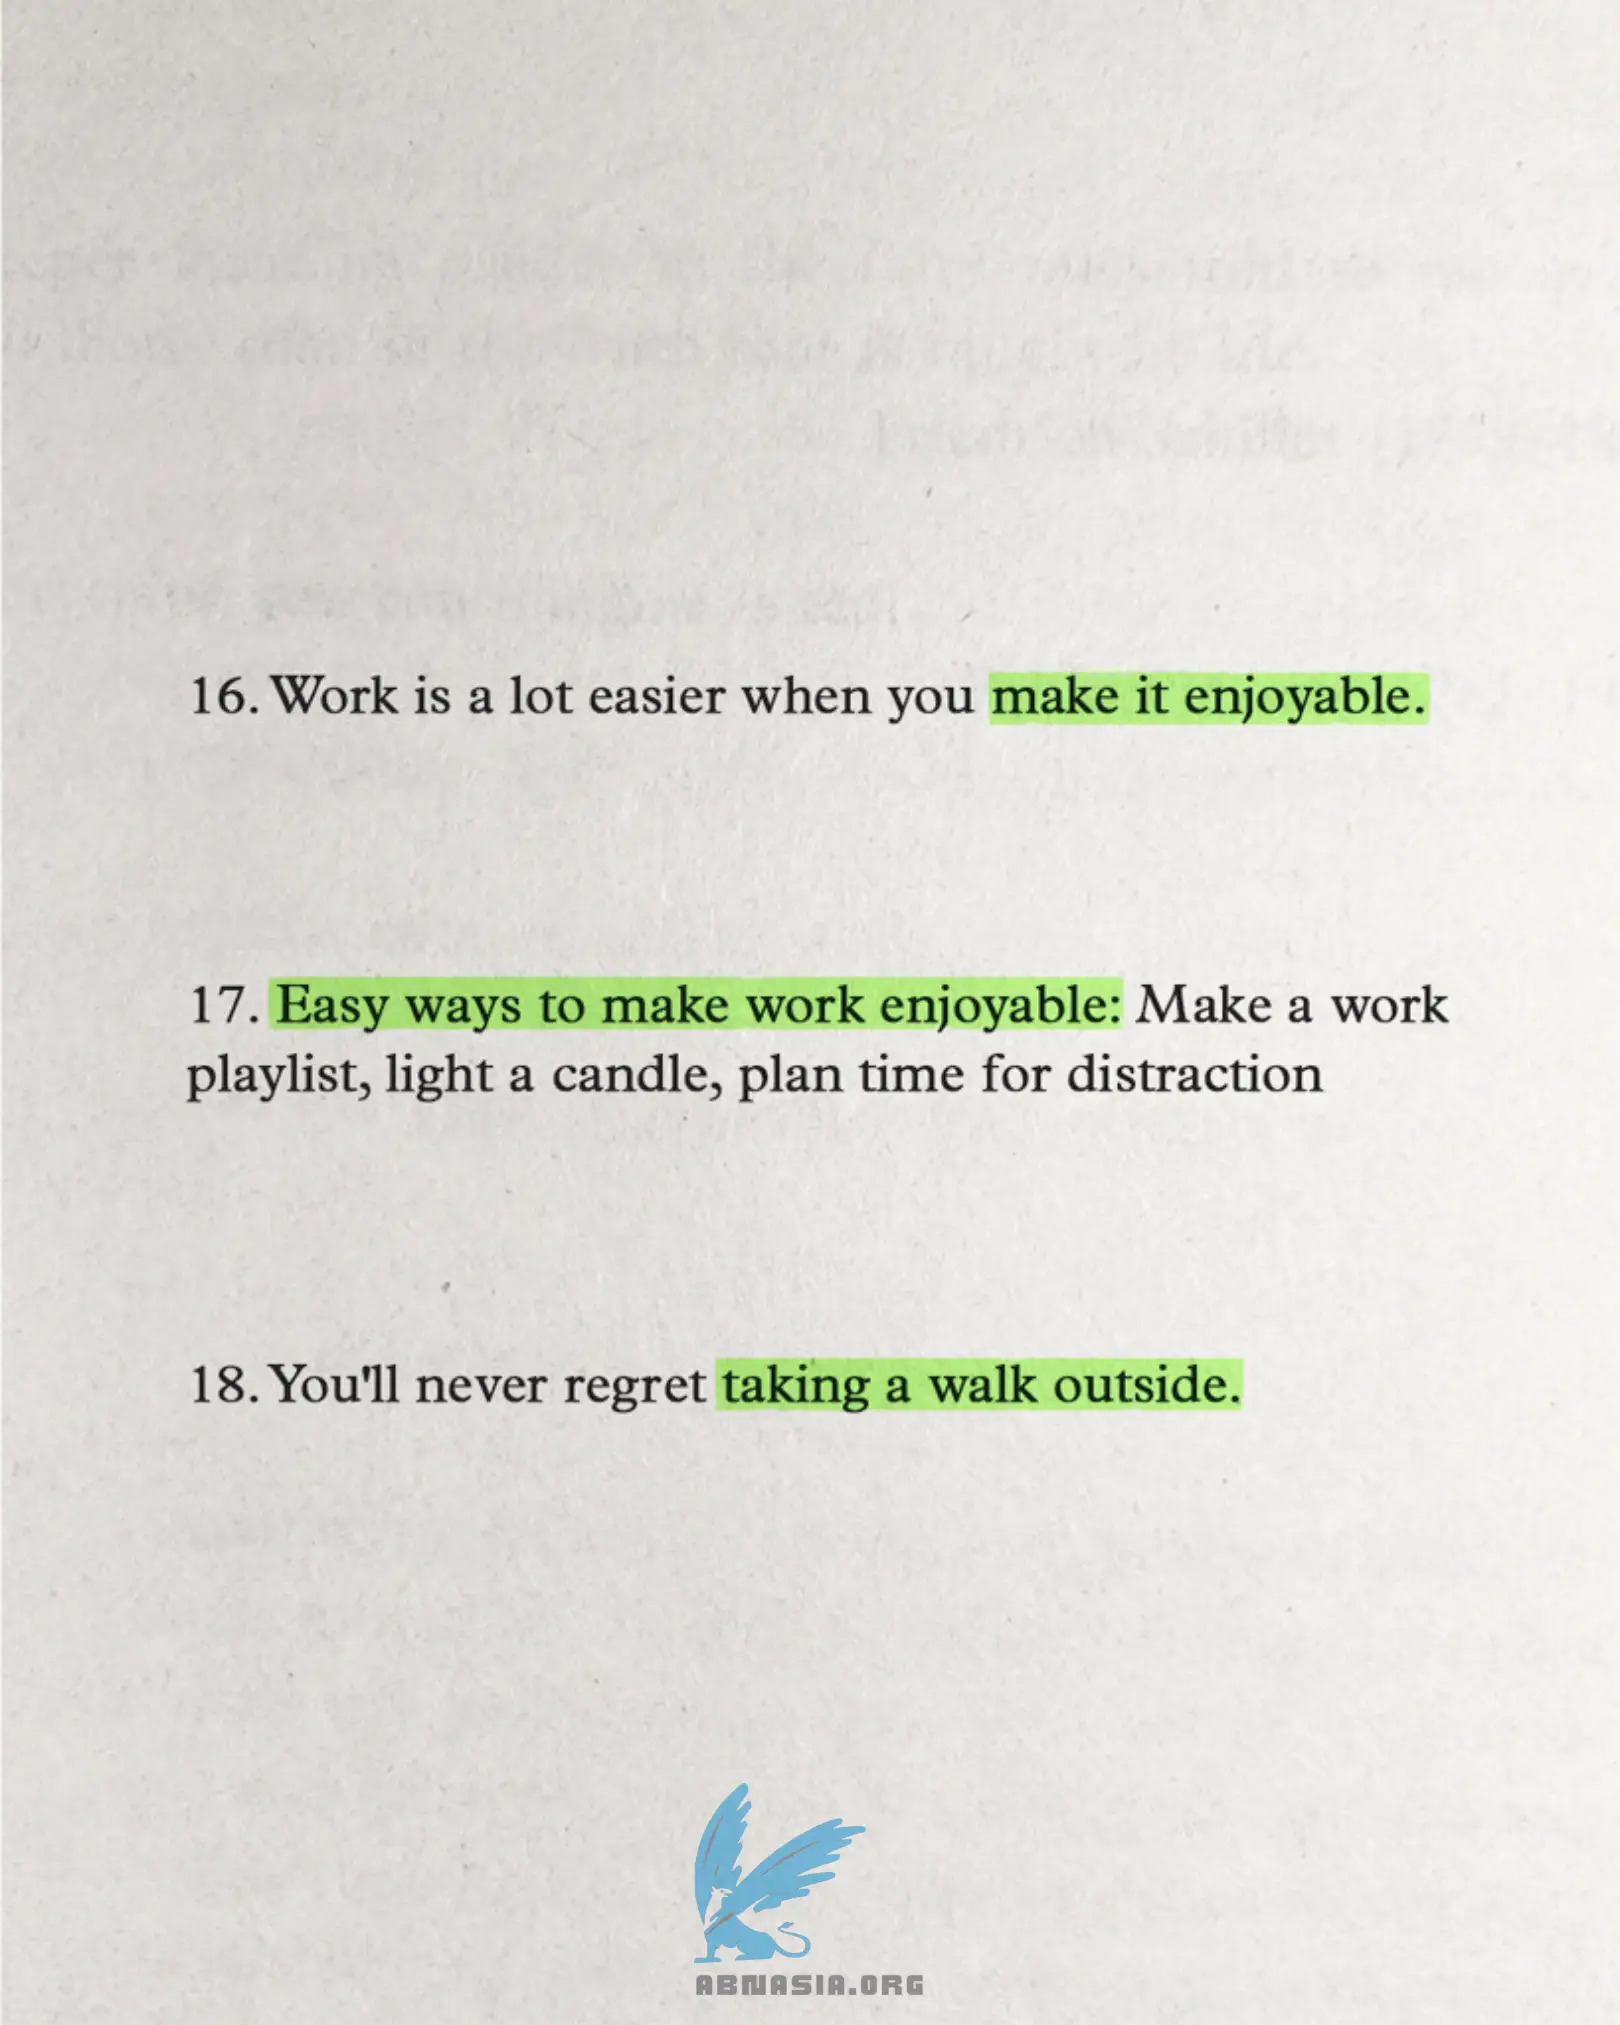 16. Work is a lot easier when you make it enjoyable.
17. Easy ways to make work enjoyable: Make a work
playlist, light a candle, plan time for distraction
18. You'll never regret taking a walk outside.
ABNASIA.ORG